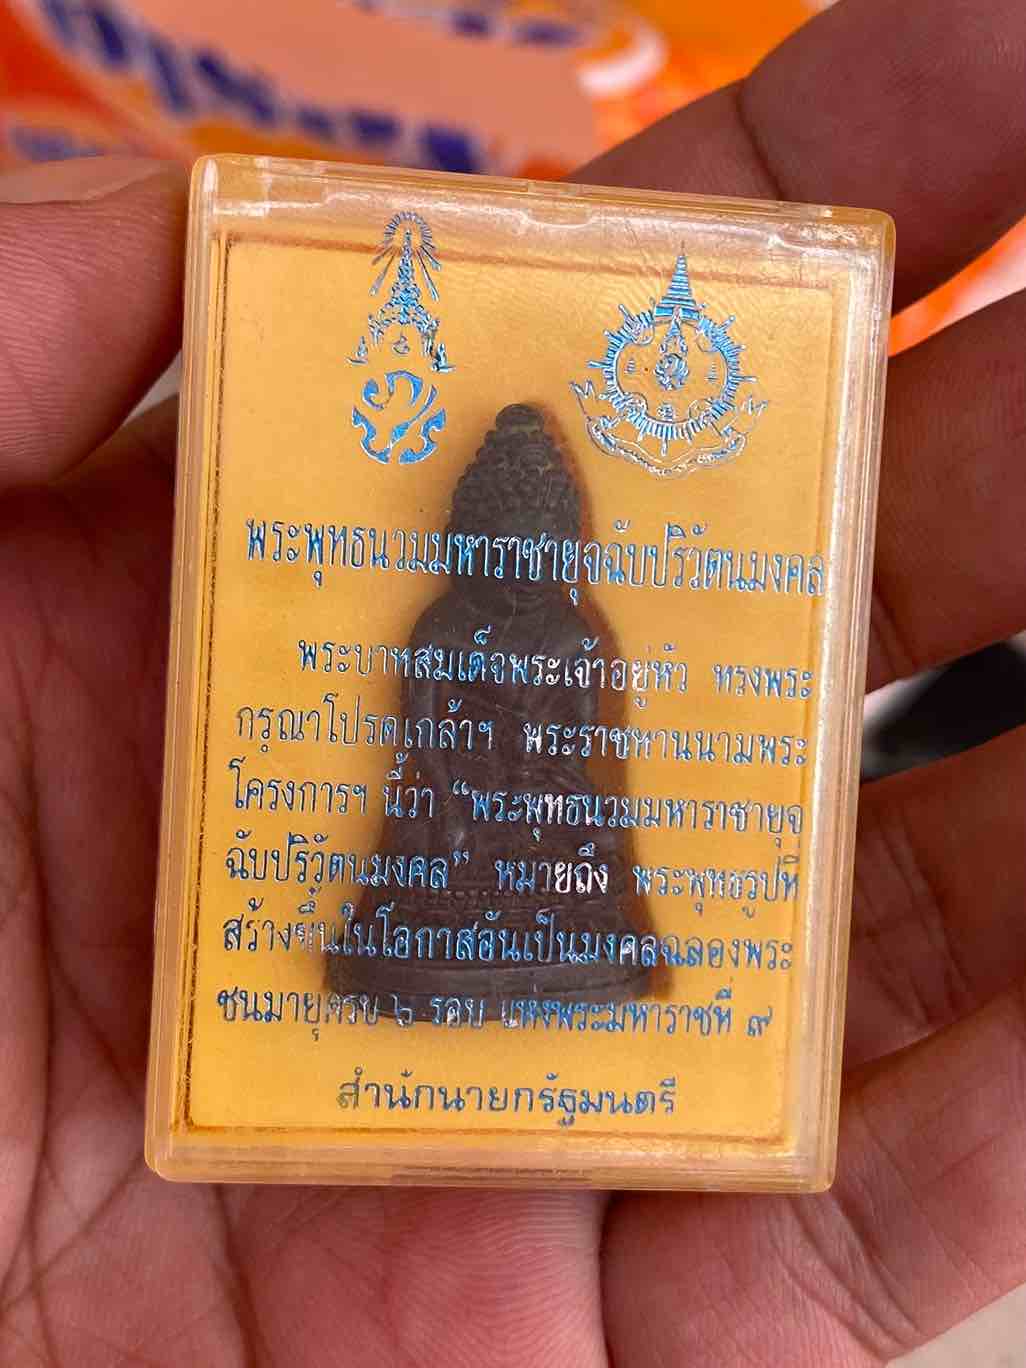 พระพุทธนวมมหาราชายุจฉับปริวัตนมงคล
พระบาทสมเด็จพระเจ้าอยู่หัว ทรงพระ
กรุณาโปรดเกล้าฯ พระราชทานนามพระ
โครงการฯ นี้ว่า “พระพุทธนวมมหาราชายุจ
ฉับปริวัตนมงคล” หมายถึง พระพุทธรูปที่
สร้างขึ้นในโอกาสอันเป็นมงคลฉลองพระ
ชนมายุครบ ๖ รอบ แห่งพระมหาราชที่ ๙
สำนักนายกรัฐมนตรี